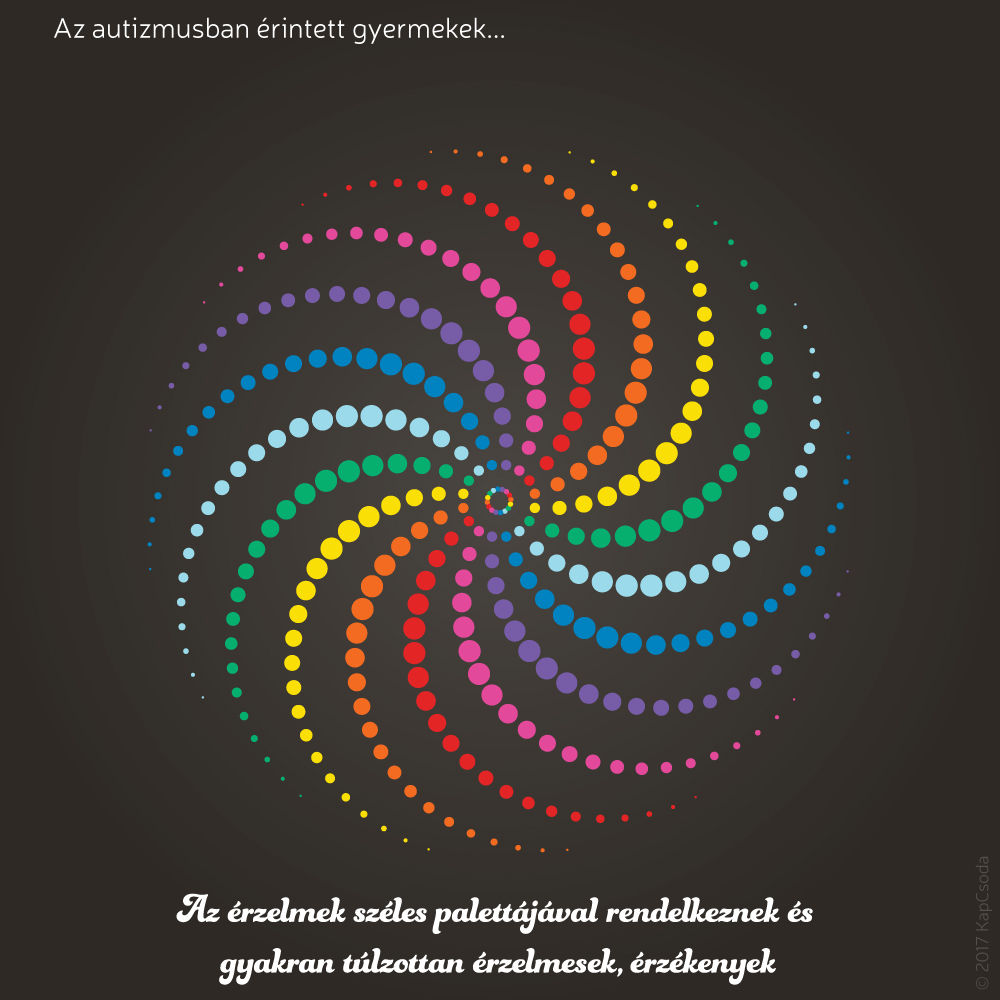 Az autizmusban érintett gyermekek...
Az érzelmek széles palettájával rendelkeznek és
gyakran túlzottan érzelmesek, érzékenyek
© 2017 KapCsoda